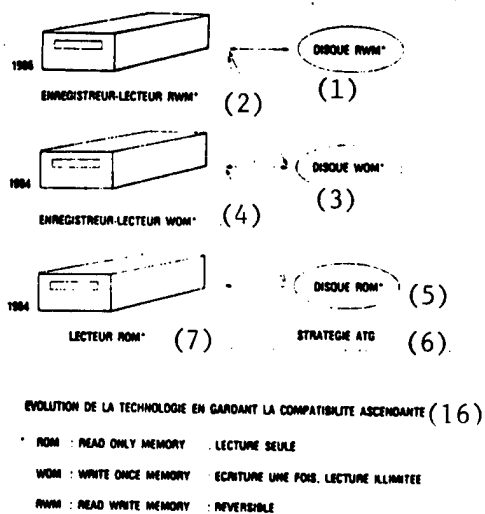 1986 DISQUE RWM*
ENREGISTREUR-LECTEUR RWM* (2) (1)
1984 DISQUE WOM*
ENREGISTREUR-LECTEUR WOM* (4) (3)
1984 DISQUE ROM* (5)
LECTEUR ROM* (7) STRATEGIE ATG (6)
EVOLUTION DE LA TECHNOLOGIE EN GARDANT LA COMPATIBILITE ASCENDANTE (16)
* ROM : READ ONLY MEMORY : LECTURE SEULE
WOM : WRITE ONCE MEMORY : ECRITURE UNE FOIS, LECTURE ILLIMITEE
RWM : READ WRITE MEMORY : REVERSIBLE